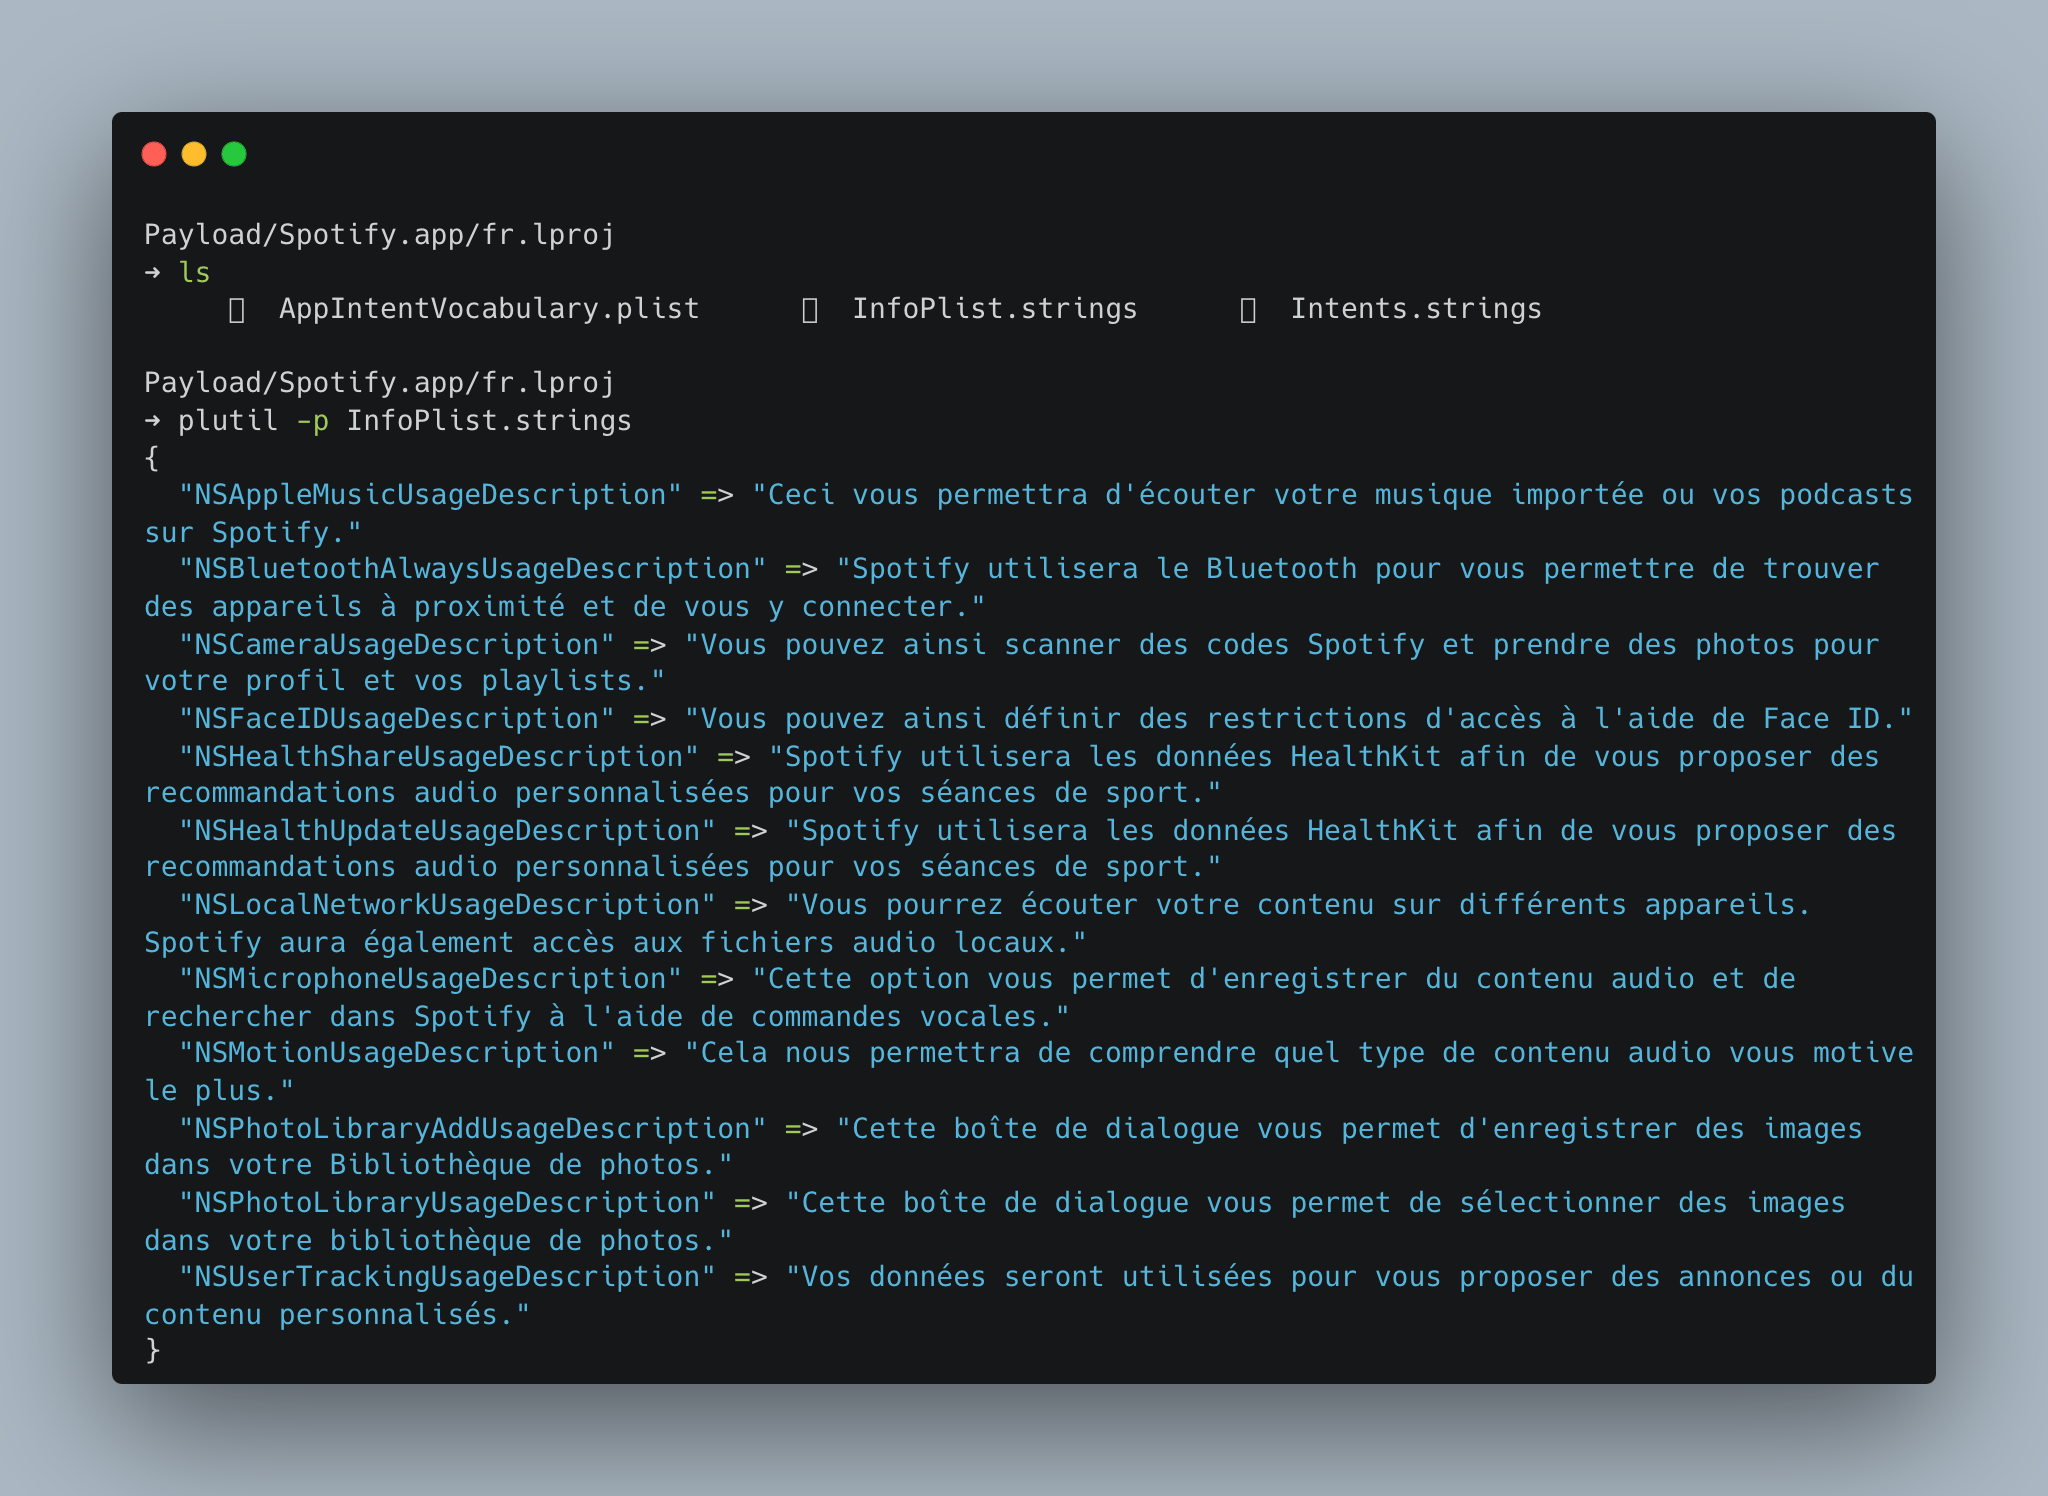 Payload/Spotify.app/fr.lproj
➜ ls
AppIntentVocabulary.plist InfoPlist.strings Intents.strings
Payload/Spotify.app/fr.lproj
➜ plutil -p InfoPlist.strings
{
"NSAppleMusicUsageDescription" => "Ceci vous permettra d'écouter votre musique importée ou vos podcasts
sur Spotify."
"NSBluetoothAlwaysUsageDescription" => "Spotify utilisera le Bluetooth pour vous permettre de trouver
des appareils à proximité et de vous y connecter."
"NSCameraUsageDescription" => "Vous pouvez ainsi scanner des codes Spotify et prendre des photos pour
votre profil et vos playlists."
"NSFaceIDUsageDescription" => "Vous pouvez ainsi définir des restrictions d'accès à l'aide de Face ID."
"NSHealthShareUsageDescription" => "Spotify utilisera les données HealthKit afin de vous proposer des
recommandations audio personnalisées pour vos séances de sport."
"NSHealthUpdateUsageDescription" => "Spotify utilisera les données HealthKit afin de vous proposer des
recommandations audio personnalisées pour vos séances de sport."
"NSLocalNetworkUsageDescription" => "Vous pourrez écouter votre contenu sur différents appareils.
Spotify aura également accès aux fichiers audio locaux."
"NSMicrophoneUsageDescription" => "Cette option vous permet d'enregistrer du contenu audio et de
rechercher dans Spotify à l'aide de commandes vocales."
"NSMotionUsageDescription" => "Cela nous permettra de comprendre quel type de contenu audio vous motive
le plus."
"NSPhotoLibraryAddUsageDescription" => "Cette boîte de dialogue vous permet d'enregistrer des images
dans votre Bibliothèque de photos."
"NSPhotoLibraryUsageDescription" => "Cette boîte de dialogue vous permet de sélectionner des images
dans votre bibliothèque de photos."
"NSUserTrackingUsageDescription" => "Vos données seront utilisées pour vous proposer des annonces ou du
contenu personnalisés."
}